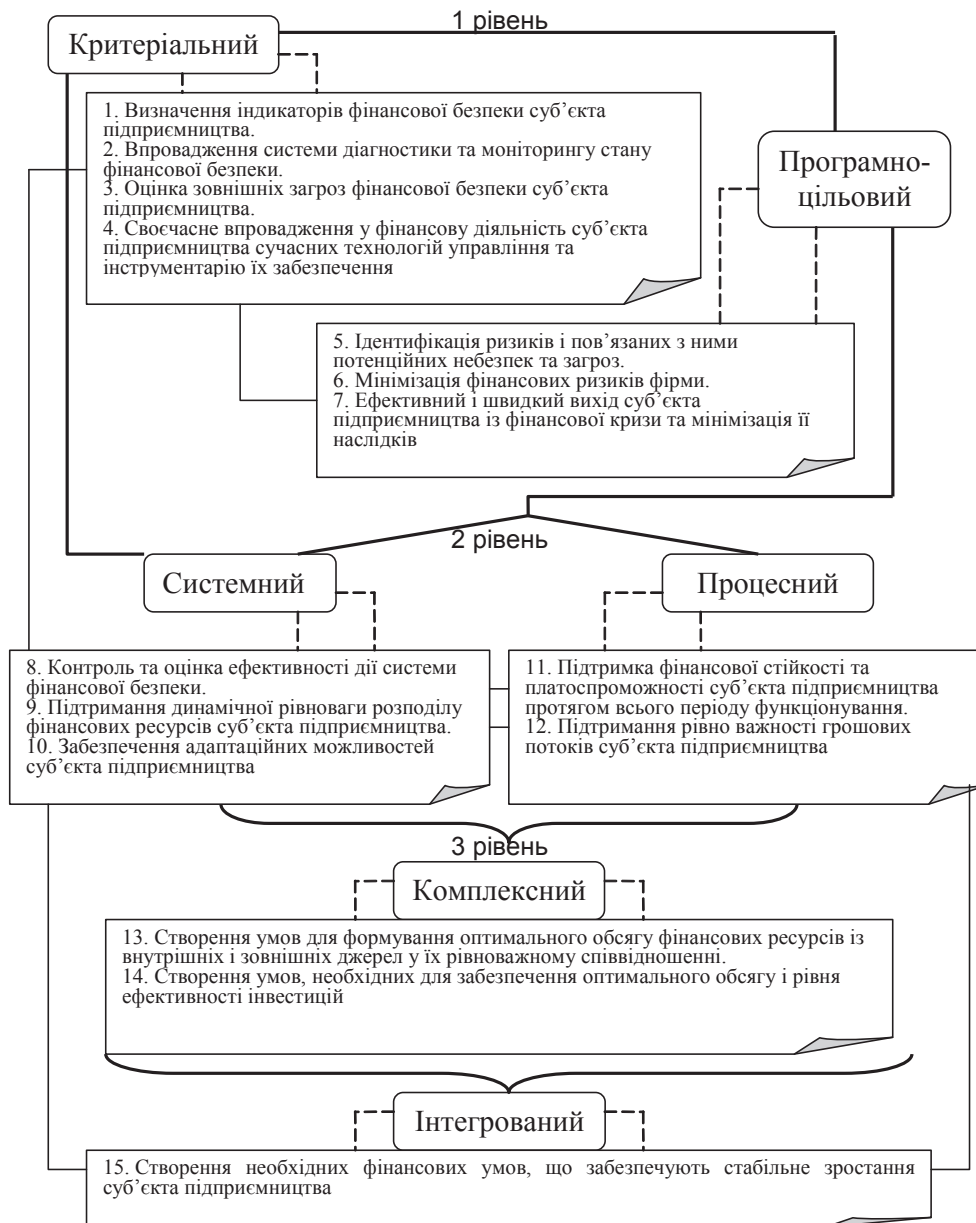 1 рівень
Критеріальний
1. Визначення індикаторів фінансової безпеки суб’єкта
підприємництва.
2. Впровадження системи діагностики та моніторингу стану
фінансової безпеки.
3. Оцінка зовнішніх загроз фінансової безпеки суб’єкта
підприємництва.
4. Своєчасне впровадження у фінансову діяльність суб’єкта
підприємництва сучасних технологій управління та
інструментарію їх забезпечення
Програмно-
цільовий
5. Ідентифікація ризиків і пов’язаних з ними
потенційних небезпек та загроз.
6. Мінімізація фінансових ризиків фірми.
7. Ефективний і швидкий вихід суб’єкта
підприємництва із фінансової кризи та мінімізація її
наслідків
2 рівень
Системний
Процесний
8. Контроль та оцінка ефективності дії системи
фінансової безпеки.
9. Підтримання динамічної рівноваги розподілу
фінансових ресурсів суб’єкта підприємництва.
10. Забезпечення адаптаційних можливостей
суб’єкта підприємництва
11. Підтримка фінансової стійкості та
платоспроможності суб’єкта підприємництва
протягом всього періоду функціонування.
12. Підтримання рівно важності грошових
потоків суб’єкта підприємництва
3 рівень
Комплексний
13. Створення умов для формування оптимального обсягу фінансових ресурсів із
внутрішніх і зовнішніх джерел у їх рівноважному співвідношенні.
14. Створення умов, необхідних для забезпечення оптимального обсягу і рівня
ефективності інвестицій
Інтегрований
15. Створення необхідних фінансових умов, що забезпечують стабільне зростання
суб’єкта підприємництва